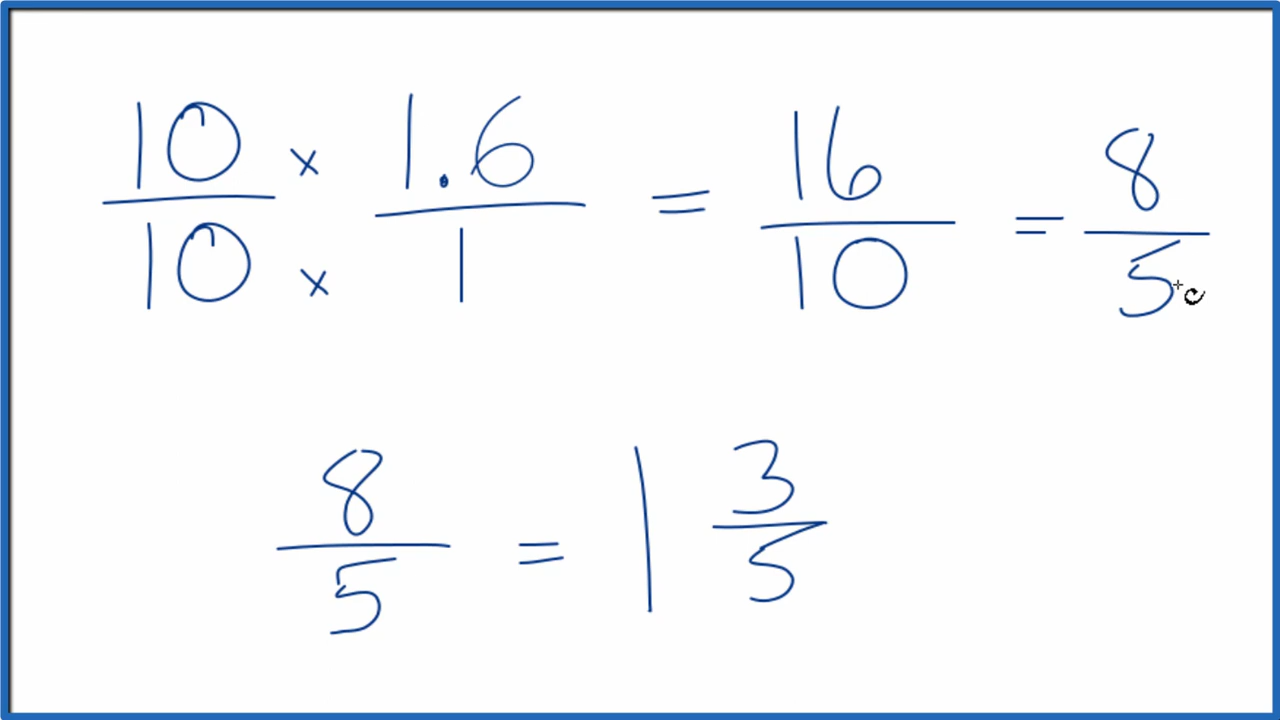 10/10 × 1.6/1 = 16/10 = 8/5
8/5 = 1 3/5